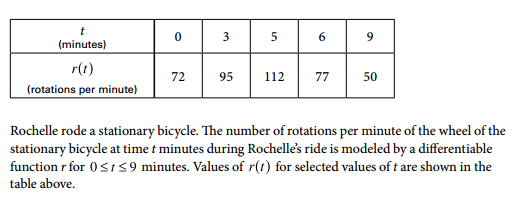 t 0 3 5 6 9
(minutes)
r(t) 72 95 112 77 50
(rotations per minute)
Rochelle rode a stationary bicycle. The number of rotations per minute of the wheel of the
stationary bicycle at time t minutes during Rochelle's ride is modeled by a differentiable
function r for 0 ≤ t ≤ 9 minutes. Values of r(t) for selected values of t are shown in the
table above.